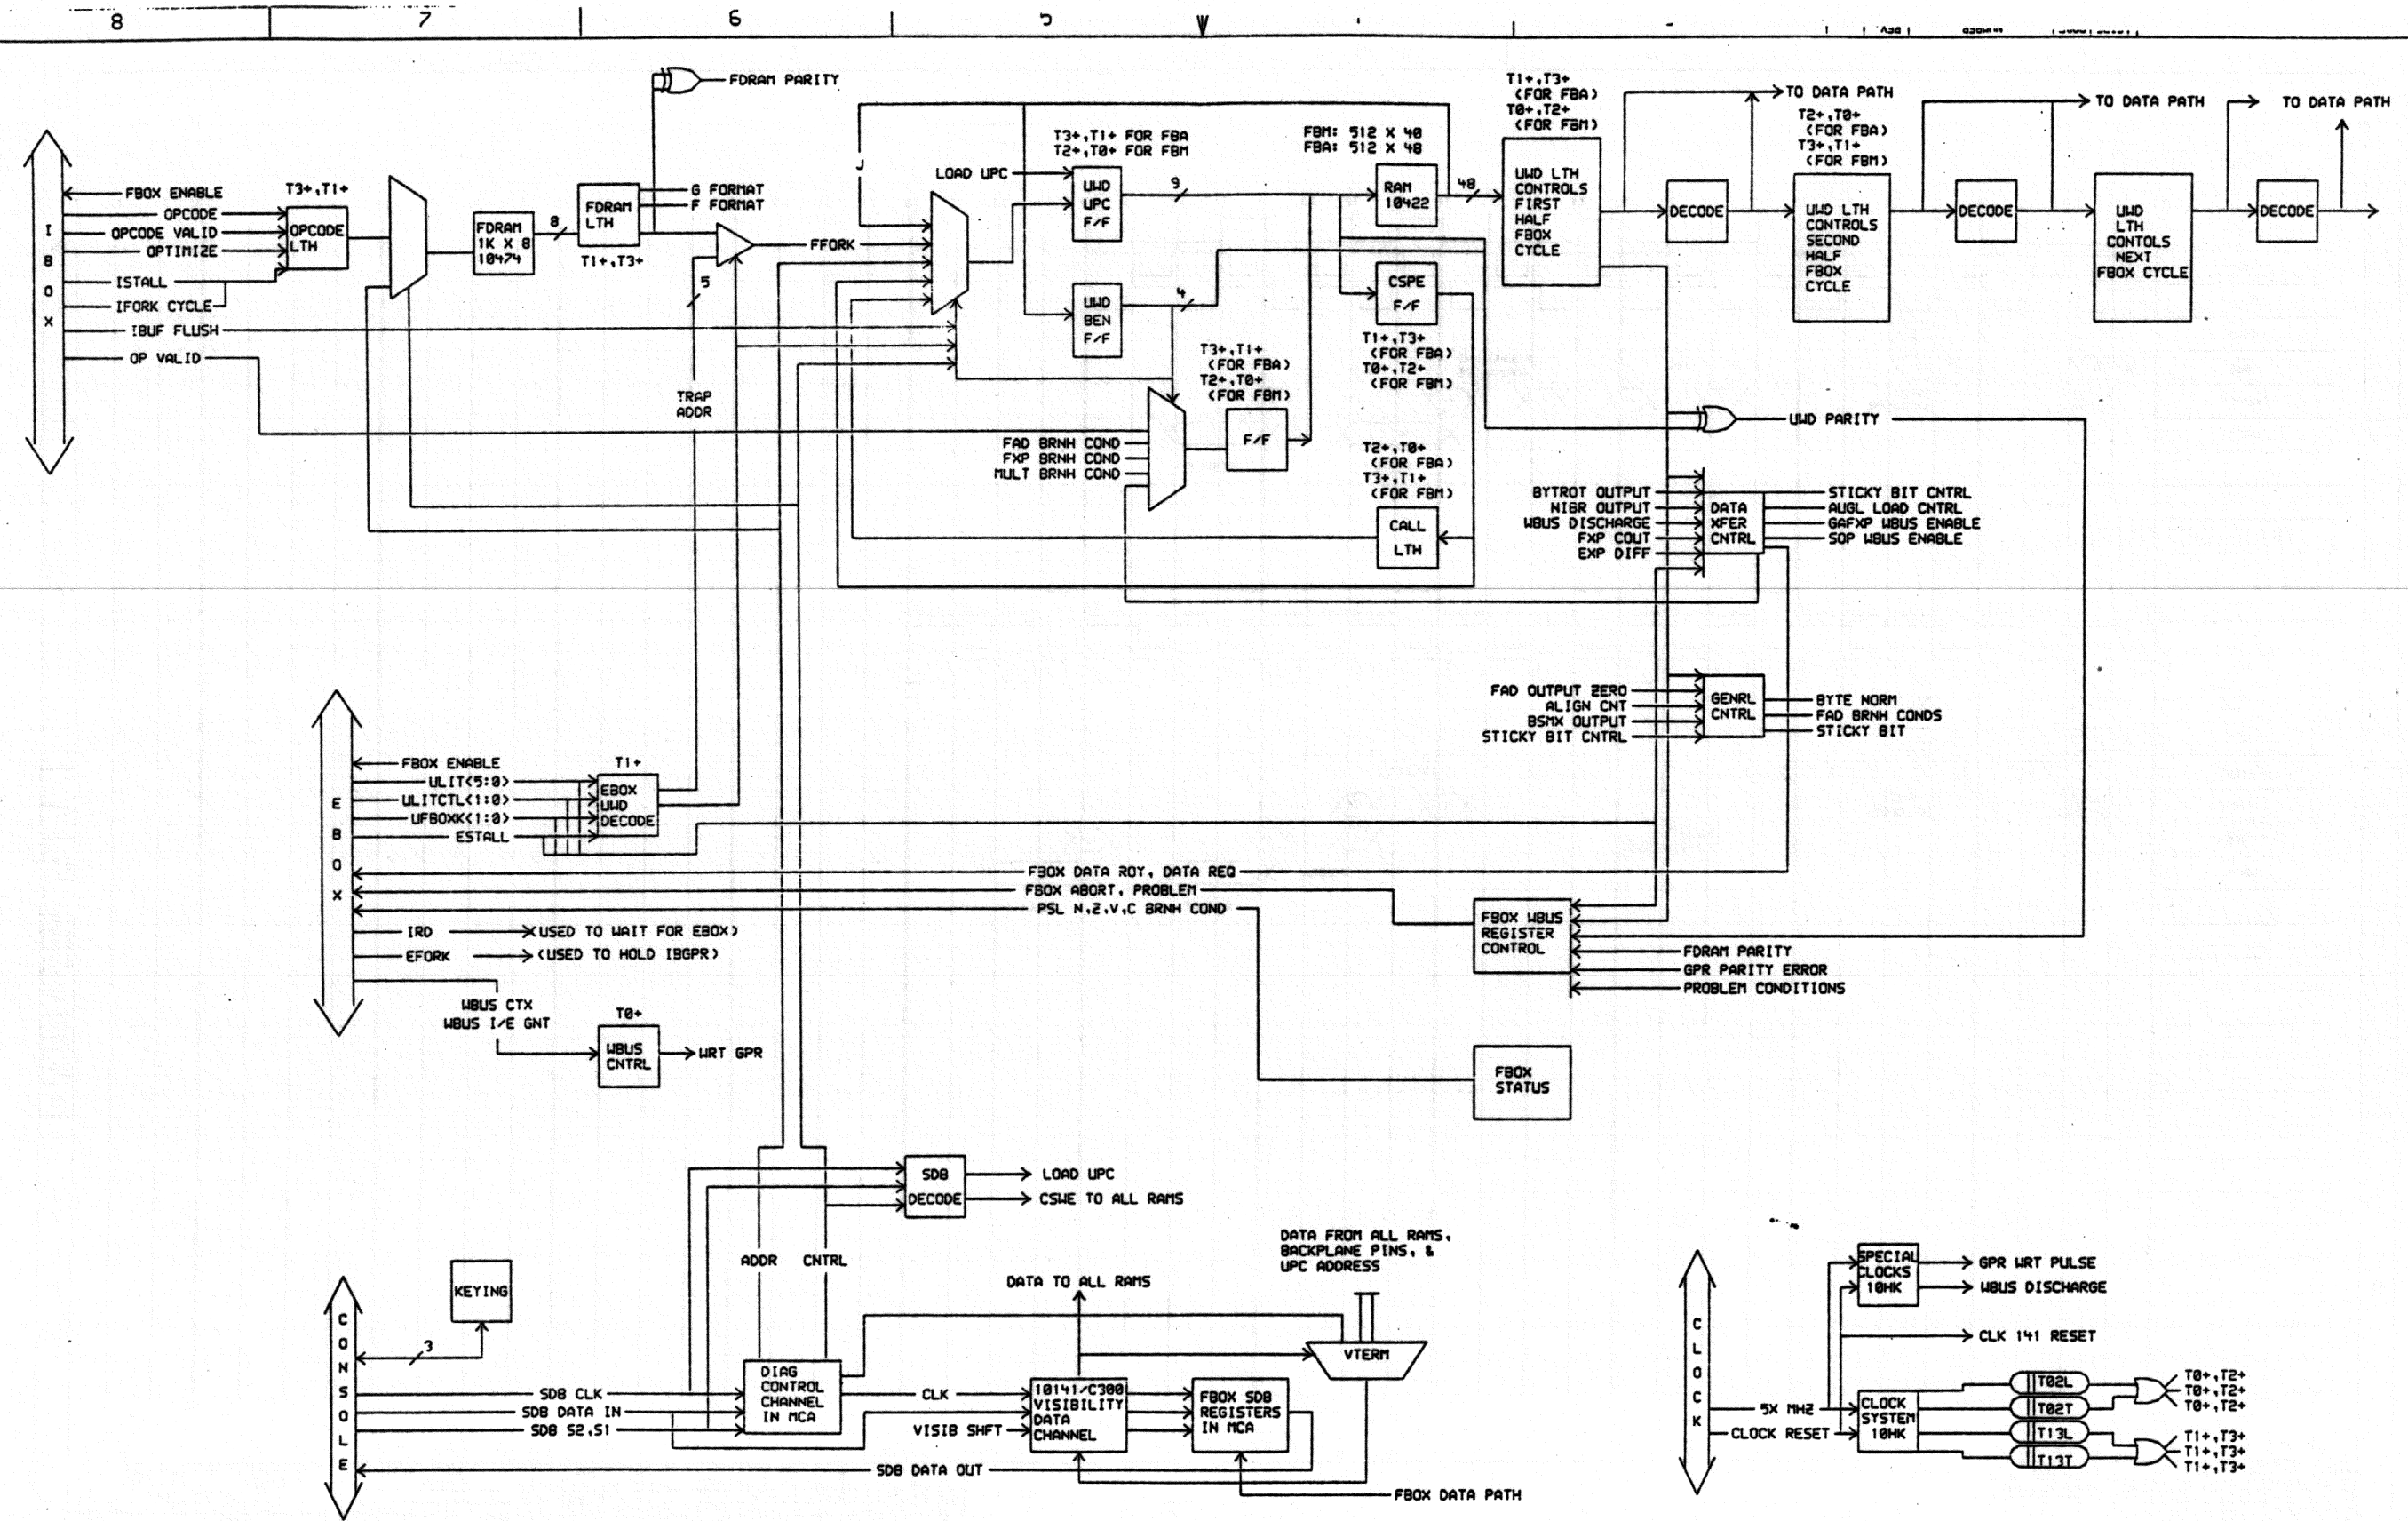 8 7 6 5
FDRAM PARITY
T1+,T3+
(FOR FBA)
T0+,T2+
(FOR FBM)
TO DATA PATH
TO DATA PATH
TO DATA PATH
T2+,T0+
(FOR FBA)
T3+,T1+
(FOR FBM)
T3+,T1+ FOR FBA
T2+,T0+ FOR FBM
FBM: 512 X 40
FBA: 512 X 48
J
IBOX
FBOX ENABLE
OPCODE
OPCODE VALID
OPTIMIZE
ISTALL
IFORK CYCLE
IBUF FLUSH
OP VALID
T3+,T1+
OPCODE
LTH
FDRAM
1K X 8
10474
8
FDRAM
LTH
T1+,T3+
G FORMAT
F FORMAT
5
FFORK
TRAP
ADDR
LOAD UPC
UWD
UPC
F/F
9
UWD
BEN
F/F
4
RAM
10422
48
CSPE
F/F
T1+,T3+
(FOR FBA)
T0+,T2+
(FOR FBM)
T3+,T1+
(FOR FBA)
T2+,T0+
(FOR FBM)
F/F
FAD BRNH COND
FXP BRNH COND
MULT BRNH COND
T2+,T0+
(FOR FBA)
T3+,T1+
(FOR FBM)
CALL
LTH
UWD LTH
CONTROLS
FIRST
HALF
FBOX
CYCLE
DECODE
UWD LTH
CONTROLS
SECOND
HALF
FBOX
CYCLE
DECODE
UWD
LTH
CONTOLS
NEXT
FBOX CYCLE
DECODE
UWD PARITY
BYTROT OUTPUT
NIBR OUTPUT
WBUS DISCHARGE
FXP COUT
EXP DIFF
DATA
XFER
CNTRL
STICKY BIT CNTRL
AUGL LOAD CNTRL
GAFXP WBUS ENABLE
SOP WBUS ENABLE
FAD OUTPUT ZERO
ALIGN CNT
BSMX OUTPUT
STICKY BIT CNTRL
GENRL
CNTRL
BYTE NORM
FAD BRNH CONDS
STICKY BIT
EBOX
FBOX ENABLE
ULIT<5:0>
ULITCTL<1:0>
UFBOXK<1:0>
ESTALL
T1+
EBOX
UWD
DECODE
FBOX DATA RDY, DATA REQ
FBOX ABORT, PROBLEM
PSL N,Z,V,C BRNH COND
IRD
(USED TO WAIT FOR EBOX)
EFORK
(USED TO HOLD IBGPR)
WBUS CTX
WBUS I/E GNT
T0+
WBUS
CNTRL
WRT GPR
FBOX WBUS
REGISTER
CONTROL
FDRAM PARITY
GPR PARITY ERROR
PROBLEM CONDITIONS
FBOX
STATUS
SDB
DECODE
LOAD UPC
CSWE TO ALL RAMS
ADDR
CNTRL
CONSOLE
KEYING
3
SDB CLK
SDB DATA IN
SDB S2,S1
SDB DATA OUT
DIAG
CONTROL
CHANNEL
IN MCA
CLK
VISIB SHFT
DATA TO ALL RAMS
10141/C300
VISIBILITY
DATA
CHANNEL
FBOX SDB
REGISTERS
IN MCA
DATA FROM ALL RAMS,
BACKPLANE PINS, &
UPC ADDRESS
VTERM
FBOX DATA PATH
CLOCK
5X MHZ
CLOCK RESET
SPECIAL
CLOCKS
10HK
GPR WRT PULSE
WBUS DISCHARGE
CLK 141 RESET
CLOCK
SYSTEM
10HK
T02L
T02T
T13L
T13T
T0+,T2+
T0+,T2+
T0+,T2+
T1+,T3+
T1+,T3+
T1+,T3+